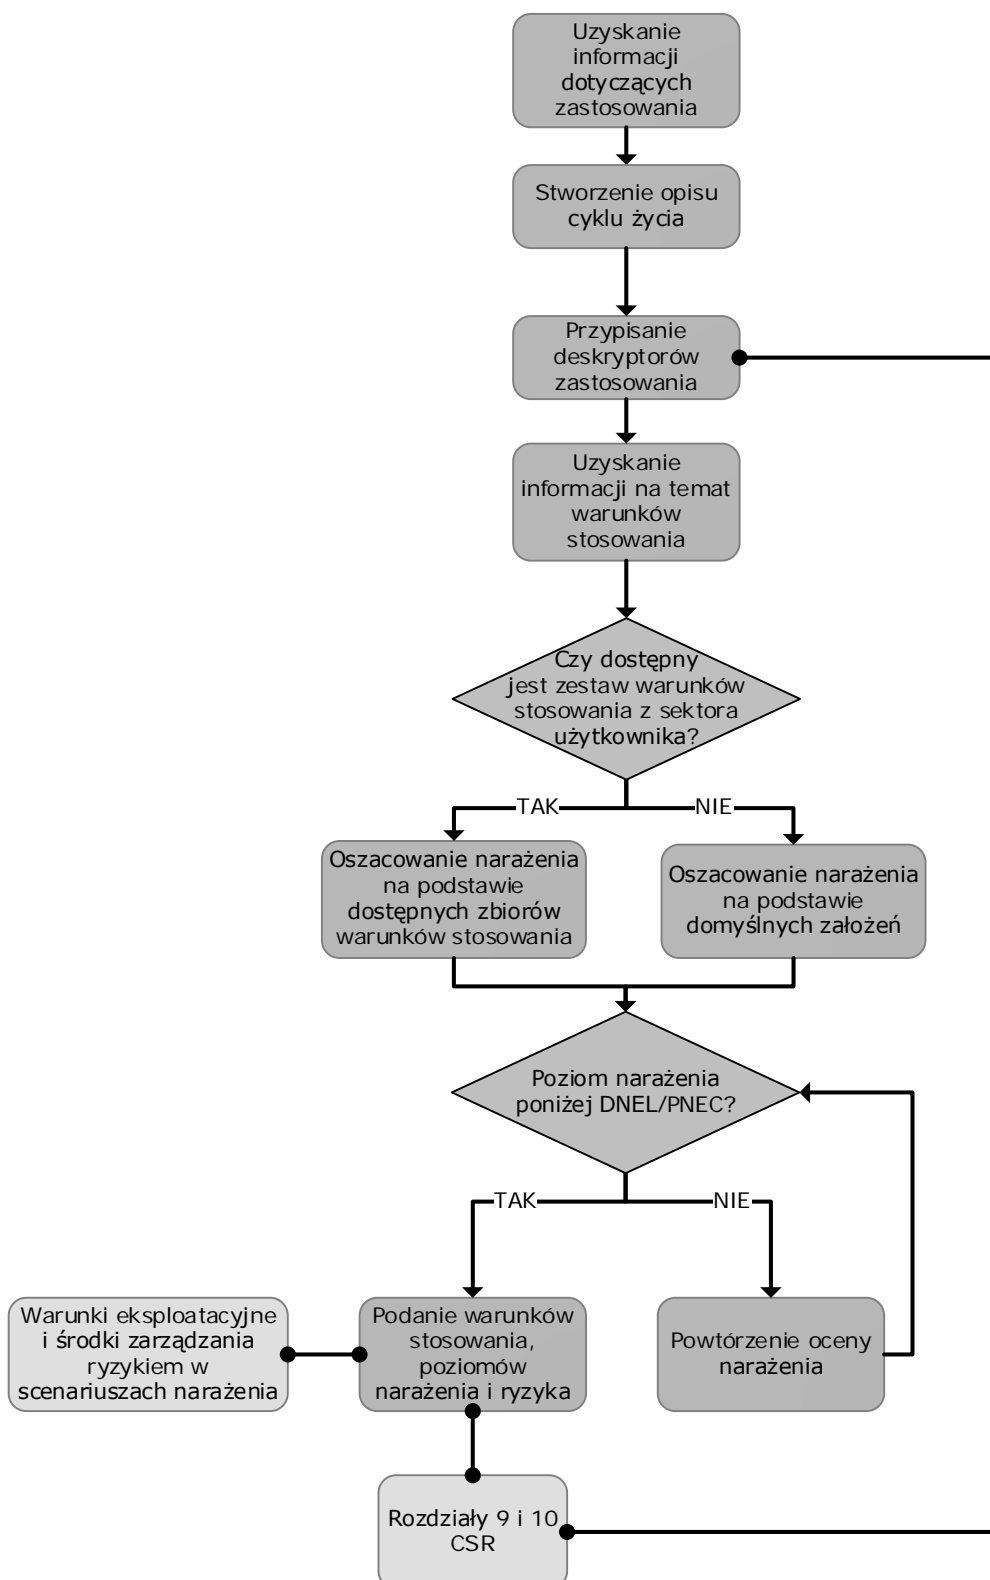 Uzyskanie
informacji
dotyczących
zastosowania
Stworzenie opisu
cyklu życia
Przypisanie
deskryptorów
zastosowania
Uzyskanie
informacji na temat
warunków
stosowania
Czy dostępny
jest zestaw warunków
stosowania z sektora
użytkownika?
TAK
NIE
Oszacowanie narażenia
na podstawie
dostępnych zbiorów
warunków stosowania
Oszacowanie narażenia
na podstawie
domyślnych założeń
Poziom narażenia
poniżej DNEL/PNEC?
TAK
NIE
Warunki eksploatacyjne
i środki zarządzania
ryzykiem w
scenariuszach narażenia
Podanie warunków
stosowania,
poziomów
narażenia i ryzyka
Powtórzenie oceny
narażenia
Rozdziały 9 i 10
CSR